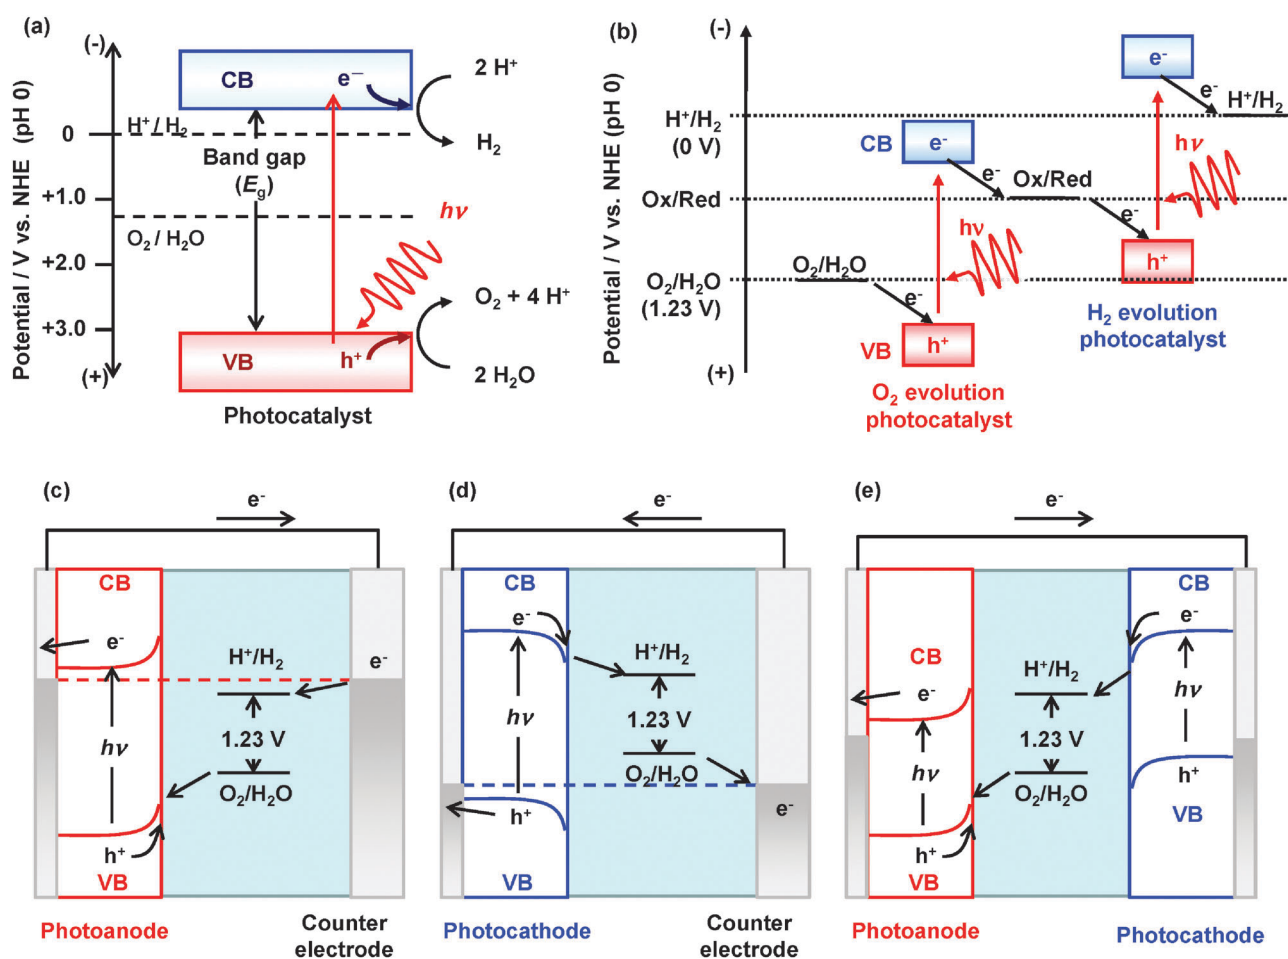 (a)
(-)
Potential / V vs. NHE (pH 0)
0
+1.0
+2.0
+3.0
(+)
H⁺/ H₂
O₂ / H₂O
CB
e⁻
Band gap
(E_g)
hν
VB
h⁺
2 H⁺
H₂
O₂ + 4 H⁺
2 H₂O
Photocatalyst
(b)
(-)
Potential / V vs. NHE (pH 0)
H⁺/H₂
(0 V)
Ox/Red
O₂/H₂O
(1.23 V)
(+)
O₂/H₂O
e⁻
CB
e⁻
hν
VB
h⁺
e⁻
Ox/Red
e⁻
e⁻
e⁻
H⁺/H₂
hν
h⁺
O₂ evolution
photocatalyst
H₂ evolution
photocatalyst
(c)
e⁻
CB
e⁻
hν
h⁺
VB
H⁺/H₂
1.23 V
O₂/H₂O
e⁻
Photoanode
Counter
electrode
(d)
e⁻
CB
e⁻
hν
h⁺
VB
H⁺/H₂
1.23 V
O₂/H₂O
e⁻
Photocathode
Counter
electrode
(e)
e⁻
CB
e⁻
hν
h⁺
VB
H⁺/H₂
1.23 V
O₂/H₂O
CB
e⁻
hν
h⁺
VB
Photoanode
Photocathode